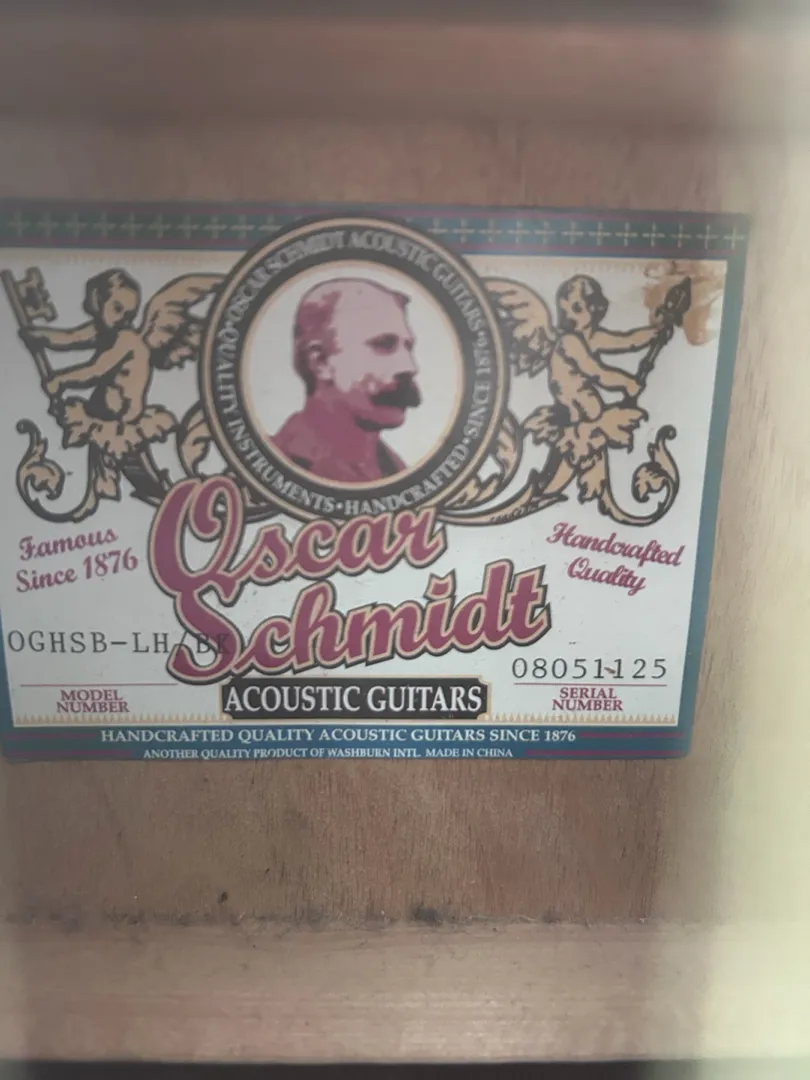 OSCAR SCHMIDT ACOUSTIC GUITARS•SINCE 1876•HANDCRAFTED•QUALITY INSTRUMENTS•
Famous
Since 1876
Oscar
Schmidt
Handcrafted
Quality
OGHSB-LH/BK
08051125
MODEL
NUMBER
ACOUSTIC GUITARS
SERIAL
NUMBER
HANDCRAFTED QUALITY ACOUSTIC GUITARS SINCE 1876
ANOTHER QUALITY PRODUCT OF WASHBURN INTL. MADE IN CHINA